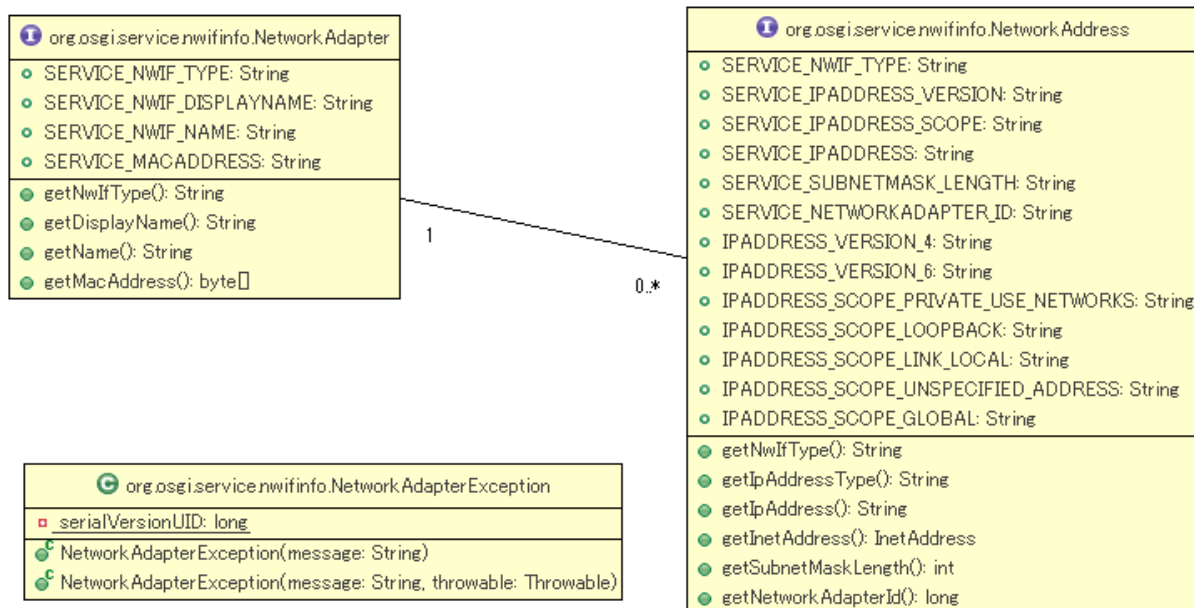 I org.osgi.service.nwifinfo.NetworkAdapter
SERVICE_NWIF_TYPE: String
SERVICE_NWIF_DISPLAYNAME: String
SERVICE_NWIF_NAME: String
SERVICE_MACADDRESS: String
getNwIfType(): String
getDisplayName(): String
getName(): String
getMacAddress(): byte[]
1
0..*
I org.osgi.service.nwifinfo.NetworkAddress
SERVICE_NWIF_TYPE: String
SERVICE_IPADDRESS_VERSION: String
SERVICE_IPADDRESS_SCOPE: String
SERVICE_IPADDRESS: String
SERVICE_SUBNETMASK_LENGTH: String
SERVICE_NETWORKADAPTER_ID: String
IPADDRESS_VERSION_4: String
IPADDRESS_VERSION_6: String
IPADDRESS_SCOPE_PRIVATE_USE_NETWORKS: String
IPADDRESS_SCOPE_LOOPBACK: String
IPADDRESS_SCOPE_LINK_LOCAL: String
IPADDRESS_SCOPE_UNSPECIFIED_ADDRESS: String
IPADDRESS_SCOPE_GLOBAL: String
getNwIfType(): String
getIpAddressType(): String
getIpAddress(): String
getInetAddress(): InetAddress
getSubnetMaskLength(): int
getNetworkAdapterId(): long
C org.osgi.service.nwifinfo.NetworkAdapterException
serialVersionUID: long
C NetworkAdapterException(message: String)
C NetworkAdapterException(message: String, throwable: Throwable)